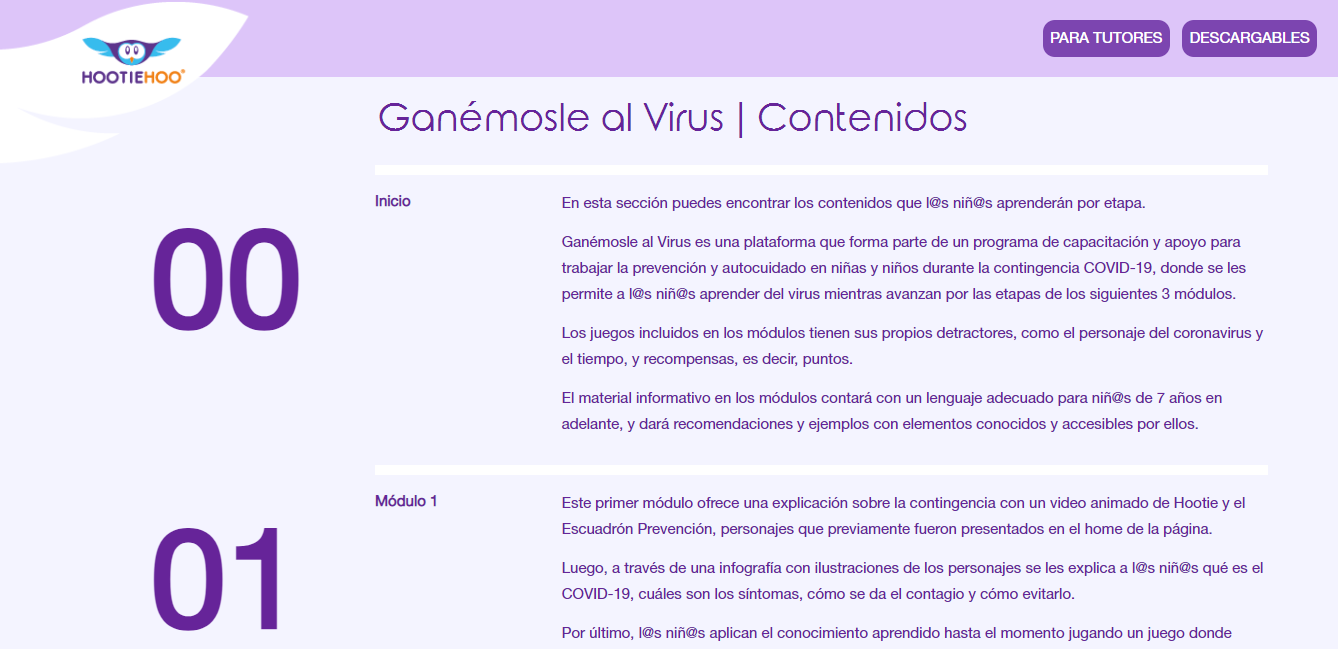 HOOTIEHOO®
PARA TUTORES
DESCARGABLES
Ganémosle al Virus | Contenidos
00
Inicio
En esta sección puedes encontrar los contenidos que l@s niñ@s aprenderán por etapa.
Ganémosle al Virus es una plataforma que forma parte de un programa de capacitación y apoyo para
trabajar la prevención y autocuidado en niñas y niños durante la contingencia COVID-19, donde se les
permite a l@s niñ@s aprender del virus mientras avanzan por las etapas de los siguientes 3 módulos.
Los juegos incluidos en los módulos tienen sus propios detractores, como el personaje del coronavirus y
el tiempo, y recompensas, es decir, puntos.
El material informativo en los módulos contará con un lenguaje adecuado para niñ@s de 7 años en
adelante, y dará recomendaciones y ejemplos con elementos conocidos y accesibles por ellos.
01
Módulo 1
Este primer módulo ofrece una explicación sobre la contingencia con un video animado de Hootie y el
Escuadrón Prevención, personajes que previamente fueron presentados en el home de la página.
Luego, a través de una infografía con ilustraciones de los personajes se les explica a l@s niñ@s qué es el
COVID-19, cuáles son los síntomas, cómo se da el contagio y cómo evitarlo.
Por último, l@s niñ@s aplican el conocimiento aprendido hasta el momento jugando un juego donde